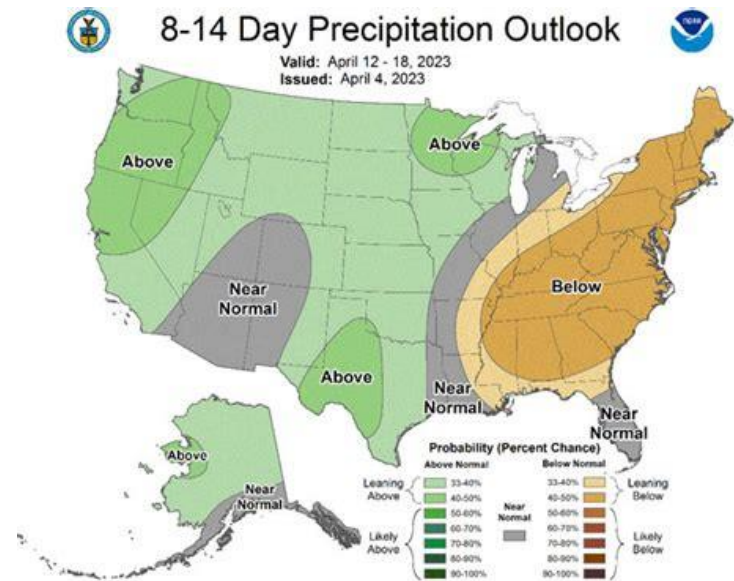 8-14 Day Precipitation Outlook
noaa
Valid: April 12 - 18, 2023
Issued: April 4, 2023
Above
Above
Near
Normal
Below
Above
Near
Normal
Near
Normal
Above
Near
Normal
Probability (Percent Chance)
Above Normal
Below Normal
Leaning
Above
33-40%
40-50%
50-60%
60-70%
70-80%
80-90%
90-100%
Likely
Above
Near
Normal
33-40%
40-50%
50-60%
60-70%
70-80%
80-90%
90-100%
Leaning
Below
Likely
Below